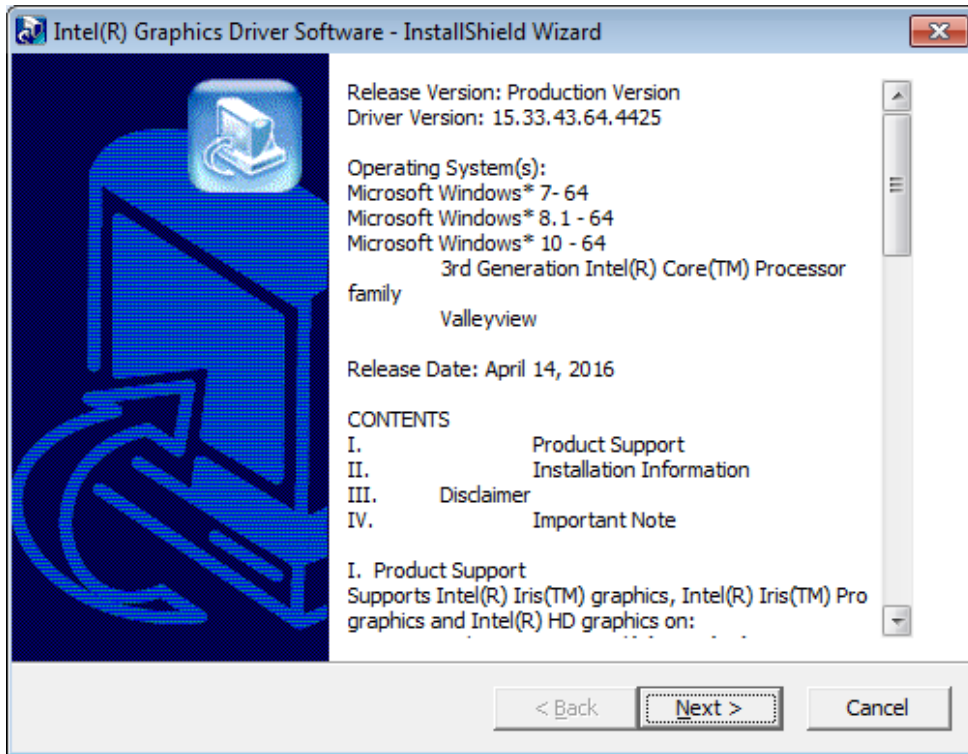 Intel(R) Graphics Driver Software - InstallShield Wizard
Release Version: Production Version
Driver Version: 15.33.43.64.4425
Operating System(s):
Microsoft Windows* 7- 64
Microsoft Windows* 8.1 - 64
Microsoft Windows* 10 - 64
3rd Generation Intel(R) Core(TM) Processor
family
Valleyview
Release Date: April 14, 2016
CONTENTS
I. Product Support
II. Installation Information
III. Disclaimer
IV. Important Note
I. Product Support
Supports Intel(R) Iris(TM) graphics, Intel(R) Iris(TM) Pro
graphics and Intel(R) HD graphics on:
< Back Next > Cancel